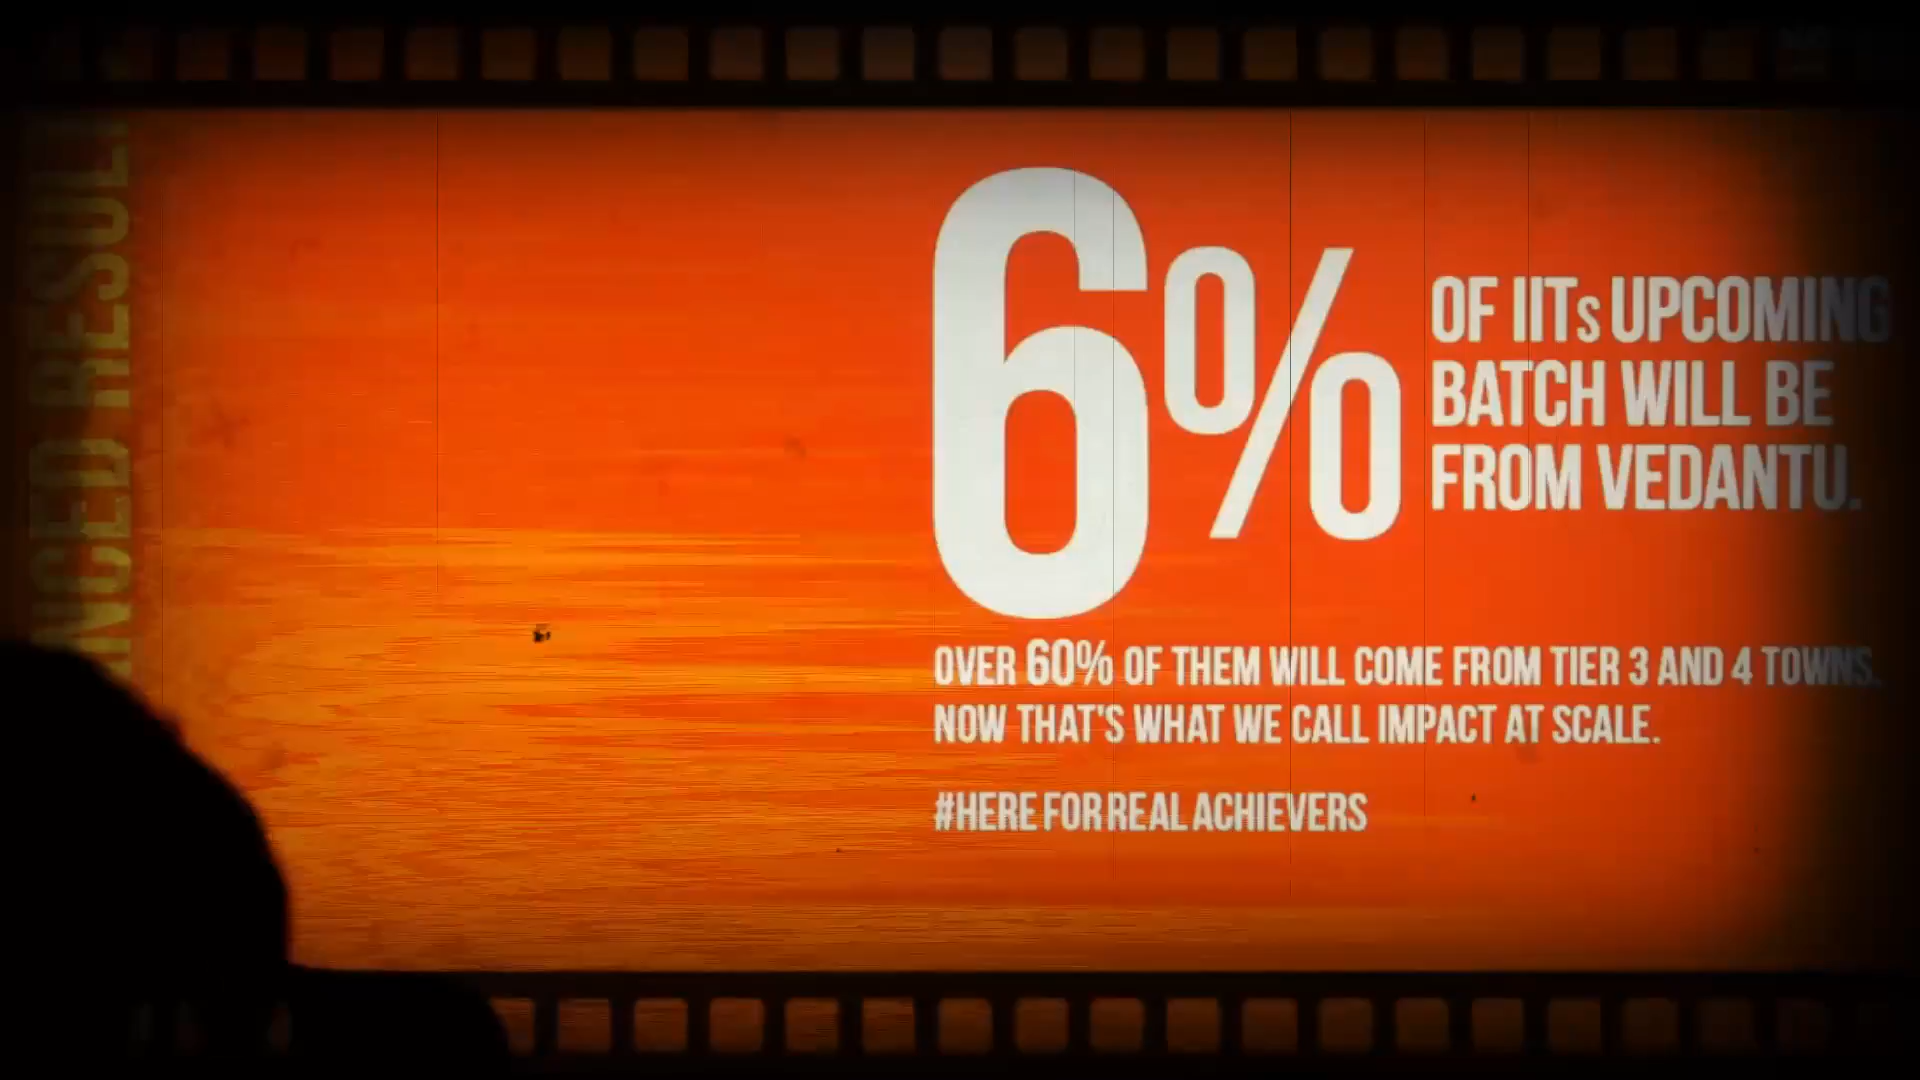 6%
OF IITs UPCOMING
BATCH WILL BE
FROM VEDANTU.
OVER 60% OF THEM WILL COME FROM TIER 3 AND 4 TOWNS.
NOW THAT'S WHAT WE CALL IMPACT AT SCALE.
#HERE FOR REAL ACHIEVERS